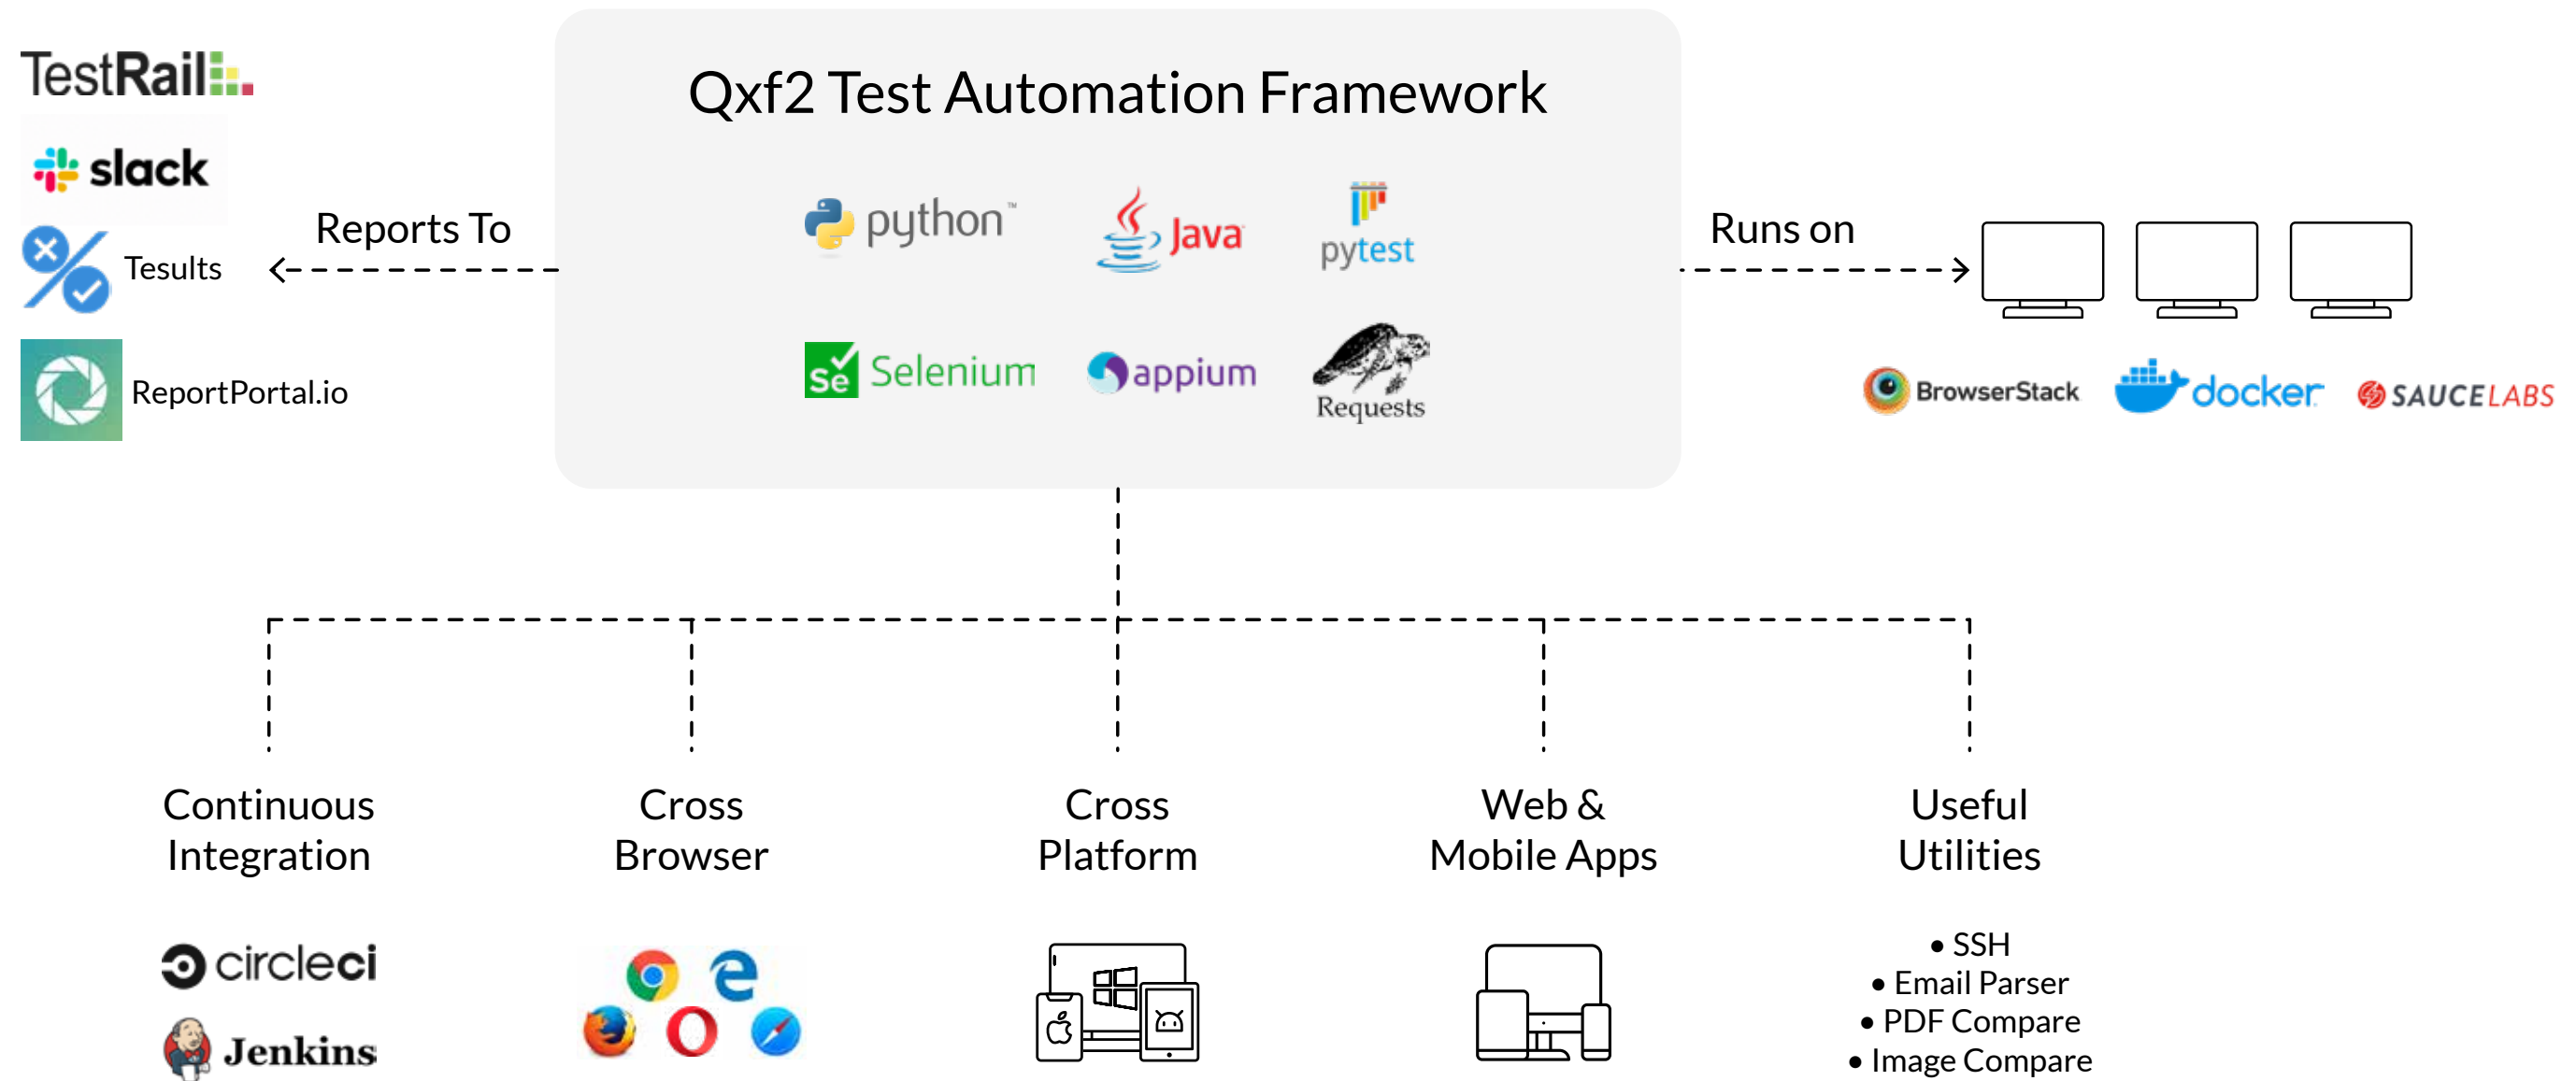 TestRail
slack
Tesults
ReportPortal.io
Reports To
Qxf2 Test Automation Framework
python™
Java
pytest
Se Selenium
appium
Requests
Runs on
BrowserStack
docker
SAUCELABS
Continuous
Integration
circleci
Jenkins
Cross
Browser
Cross
Platform
Web &
Mobile Apps
Useful
Utilities
• SSH
• Email Parser
• PDF Compare
• Image Compare